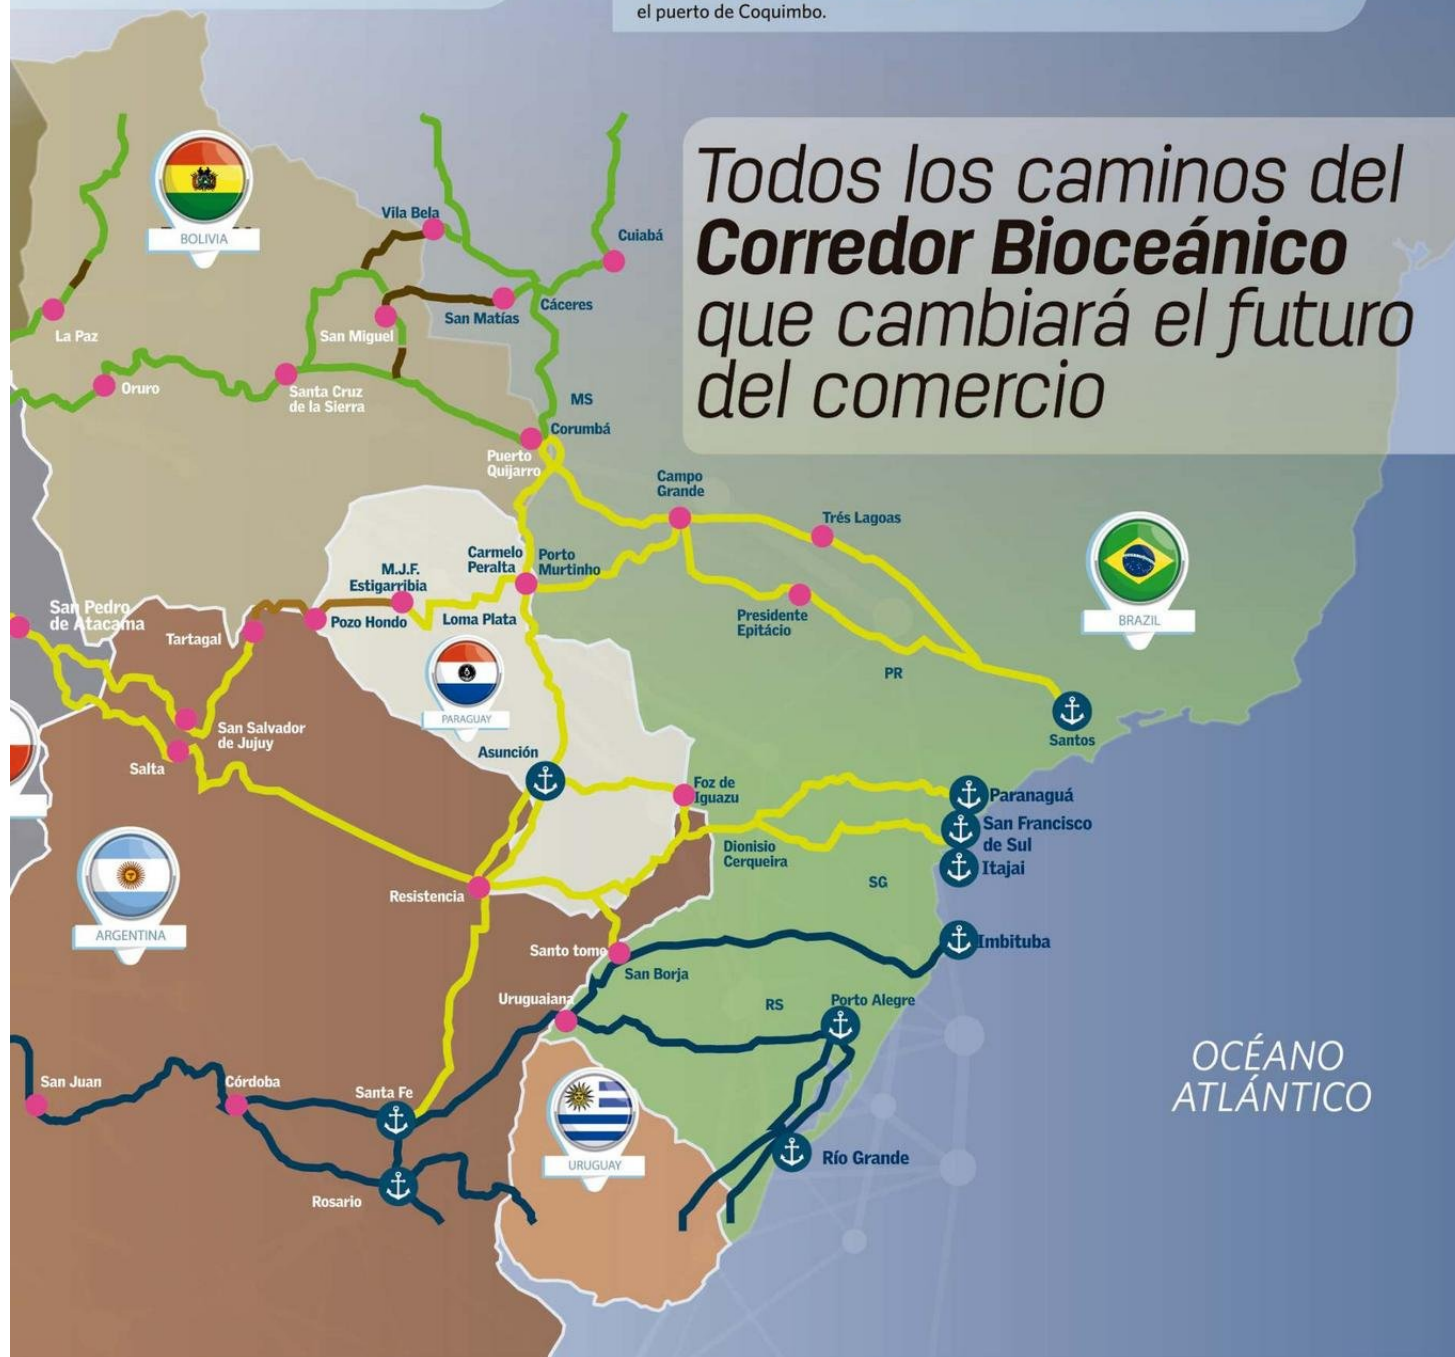 el puerto de Coquimbo.
Todos los caminos del
Corredor Bioceánico
que cambiará el futuro
del comercio
BOLIVIA
Vila Bela
Cuiabá
Cáceres
San Matías
La Paz
San Miguel
Oruro
Santa Cruz
de la Sierra
MS
Corumbá
Puerto
Quijarro
Campo
Grande
Trés Lagoas
Carmelo
Peralta
Porto
Murtinho
M.J.F.
Estigarribia
San Pedro
de Atacama
Tartagal
Pozo Hondo
Loma Plata
Presidente
Epitácio
BRAZIL
PR
PARAGUAY
San Salvador
de Jujuy
Salta
Asunción
Santos
Foz de
Iguazu
Paranaguá
San Francisco
de Sul
Itajai
Dionisio
Cerqueira
SG
Resistencia
ARGENTINA
Santo tome
Imbituba
San Borja
Uruguaiana
RS
Porto Alegre
OCÉANO
ATLÁNTICO
San Juan
Córdoba
Santa Fe
URUGUAY
Río Grande
Rosario